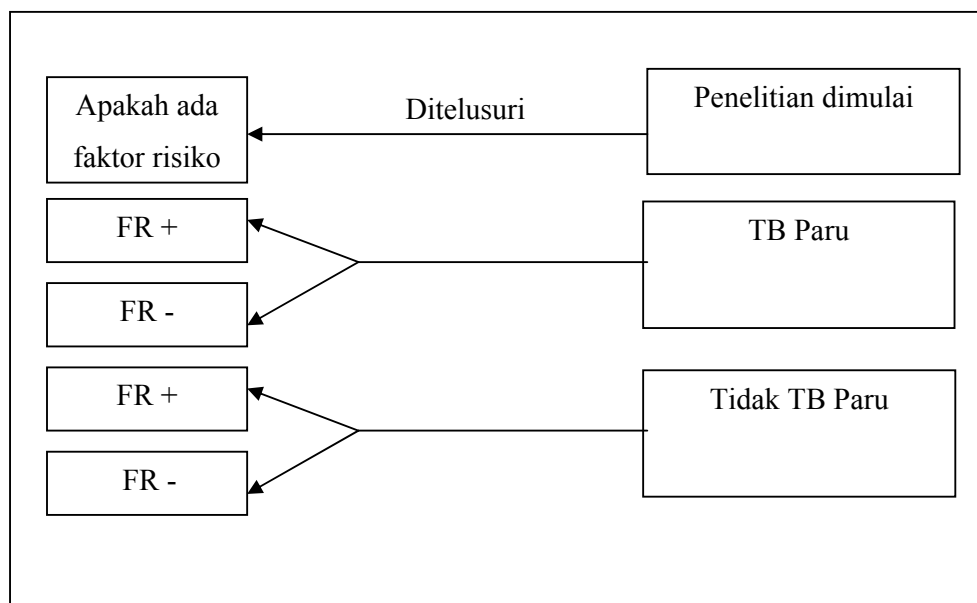 Apakah ada
faktor risiko
Ditelusuri
Penelitian dimulai
FR +
FR -
TB Paru
FR +
FR -
Tidak TB Paru